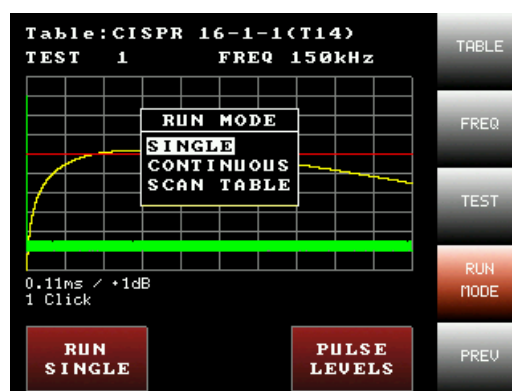 Table:CISPR 16-1-1(T14)
TEST 1 FREQ 150kHz
RUN MODE
SINGLE
CONTINUOUS
SCAN TABLE
0.11ms / +1dB
1 Click
RUN
SINGLE
PULSE
LEVELS
TABLE
FREQ
TEST
RUN
MODE
PREV